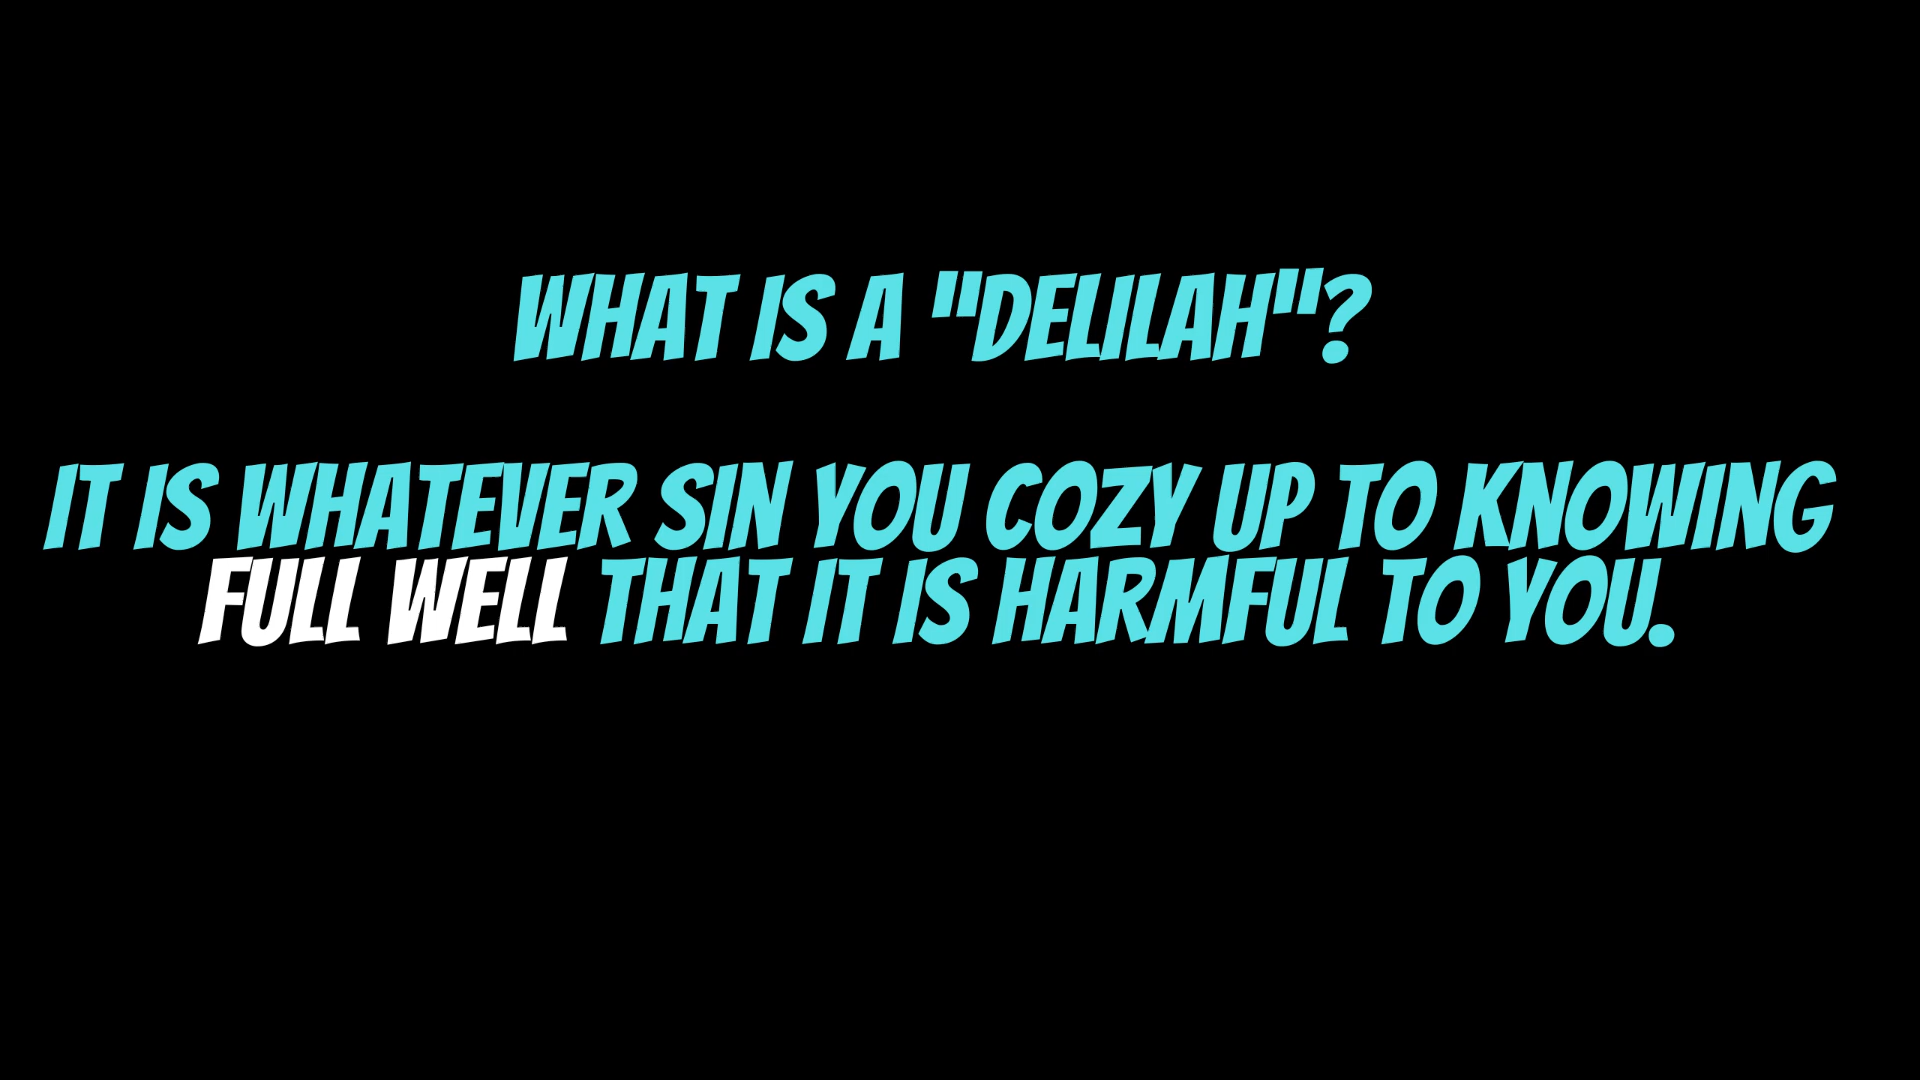 WHAT IS A "DELILAH"?
IT IS WHATEVER SIN YOU COZY UP TO KNOWING
FULL WELL THAT IT IS HARMFUL TO YOU.